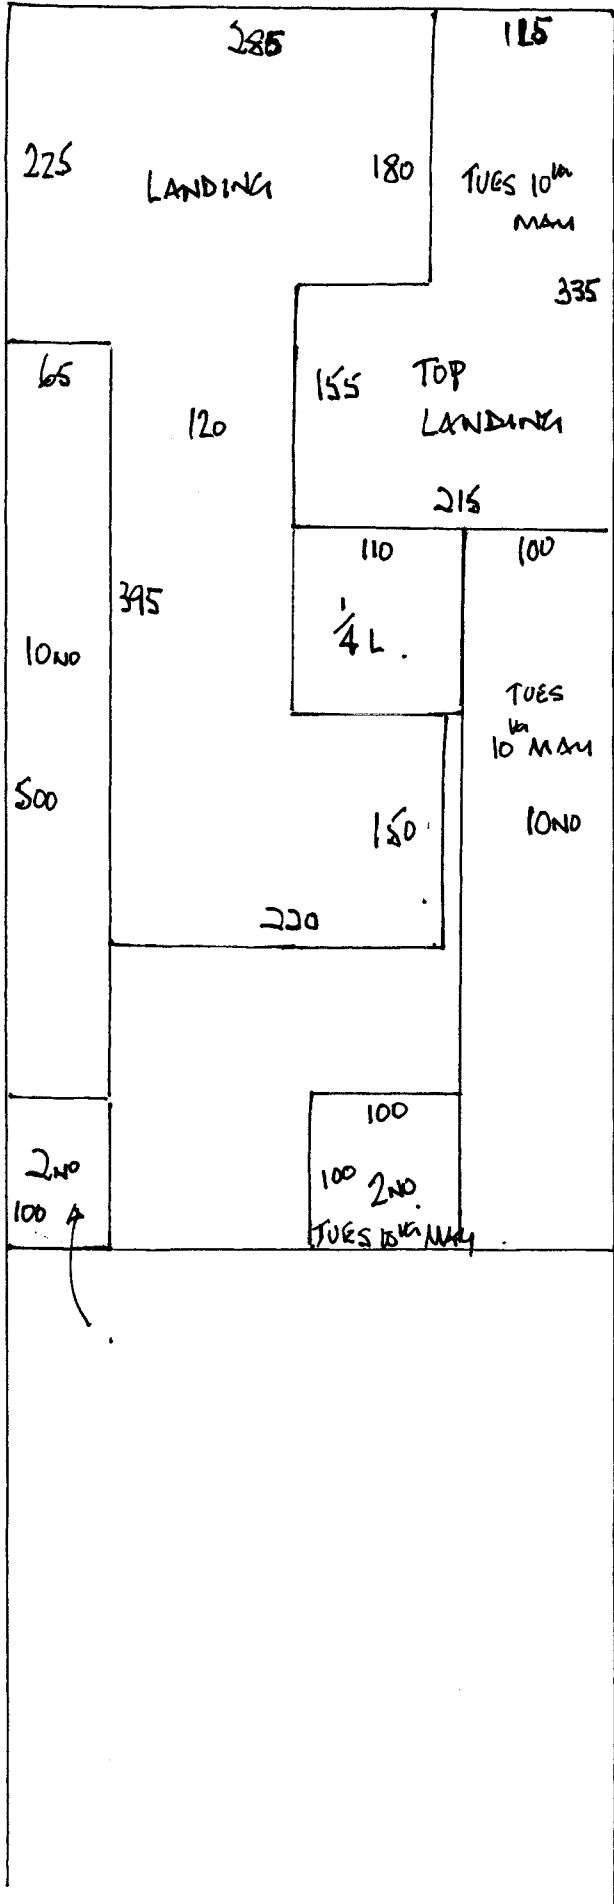 285
115
225
LANDING
180
TUES 10th
MAY
335
65
155
TOP
LANDING
120
215
110
100
395
1/4 L.
10NO
TUES
10th MAY
500
150
10NO
220
100
2NO
100
100 2NO.
TUES 10th MAY